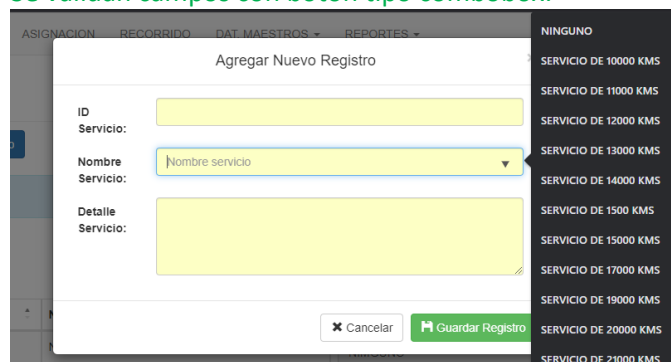 se validan campos con botón tipo combobox.
ASIGNACION RECORRIDO DAT. MAESTROS REPORTES
Agregar Nuevo Registro
ID
Servicio:
Nombre
Servicio:
Nombre servicio
Detalle
Servicio:
Cancelar
Guardar Registro
NINGUNO
NINGUNO
SERVICIO DE 10000 KMS
SERVICIO DE 11000 KMS
SERVICIO DE 12000 KMS
SERVICIO DE 13000 KMS
SERVICIO DE 14000 KMS
SERVICIO DE 1500 KMS
SERVICIO DE 15000 KMS
SERVICIO DE 17000 KMS
SERVICIO DE 19000 KMS
SERVICIO DE 20000 KMS
SERVICIO DE 21000 KMS